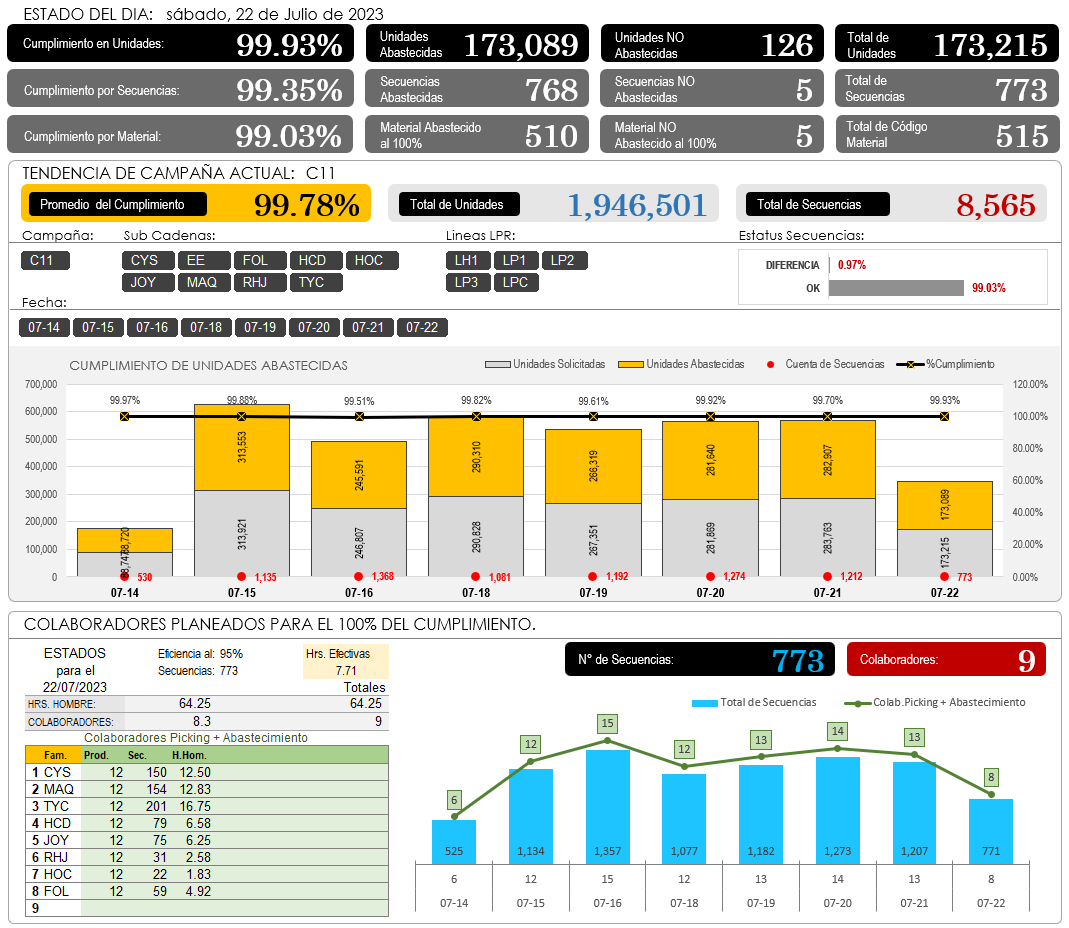 ESTADO DEL DIA: sábado, 22 de Julio de 2023
Cumplimiento en Unidades: 99.93%
Unidades Abastecidas 173,089
Unidades NO Abastecidas 126
Total de Unidades 173,215
Cumplimiento por Secuencias: 99.35%
Secuencias Abastecidas 768
Secuencias NO Abastecidas 5
Total de Secuencias 773
Cumplimiento por Material: 99.03%
Material Abastecido al 100% 510
Material NO Abastecido al 100% 5
Total de Código Material 515
TENDENCIA DE CAMPAÑA ACTUAL: C11
Promedio del Cumplimiento 99.78%
Total de Unidades 1,946,501
Total de Secuencias 8,565
Campaña:
C11
Sub Cadenas:
CYS EE FOL HCD HOC
JOY MAQ RHJ TYC
Lineas LPR:
LH1 LP1 LP2
LP3 LPC
Estatus Secuencias:
DIFERENCIA 0.97%
OK 99.03%
Fecha:
07-14 07-15 07-16 07-18 07-19 07-20 07-21 07-22
CUMPLIMIENTO DE UNIDADES ABASTECIDAS
Unidades Solicitadas Unidades Abastecidas Cuenta de Secuencias %Cumplimiento
700,000
600,000
500,000
400,000
300,000
200,000
100,000
0
120.00%
100.00%
80.00%
60.00%
40.00%
20.00%
0.00%
99.97% 99.88% 99.51% 99.82% 99.61% 99.92% 99.70% 99.93%
88,720 313,553 245,591 290,310 266,319 281,640 282,907 173,089
88,747 313,921 246,807 290,828 267,351 281,869 283,763 173,215
530 1,135 1,368 1,081 1,192 1,274 1,212 773
07-14 07-15 07-16 07-18 07-19 07-20 07-21 07-22
COLABORADORES PLANEADOS PARA EL 100% DEL CUMPLIMIENTO.
ESTADOS
para el
22/07/2023
Eficiencia al: 95%
Secuencias: 773
Hrs. Efectivas
7.71
Totales
HRS. HOMBRE: 64.25 64.25
COLABORADORES: 8.3 9
Colaboradores Picking + Abastecimiento
Fam. Prod. Sec. H.Hom.
1 CYS 12 150 12.50
2 MAQ 12 154 12.83
3 TYC 12 201 16.75
4 HCD 12 79 6.58
5 JOY 12 75 6.25
6 RHJ 12 31 2.58
7 HOC 12 22 1.83
8 FOL 12 59 4.92
9
N° de Secuencias: 773
Colaboradores: 9
Total de Secuencias Colab.Picking + Abastecimiento
6 12 15 12 13 14 13 8
525 1,134 1,357 1,077 1,182 1,273 1,207 771
6 12 15 12 13 14 13 8
07-14 07-15 07-16 07-18 07-19 07-20 07-21 07-22